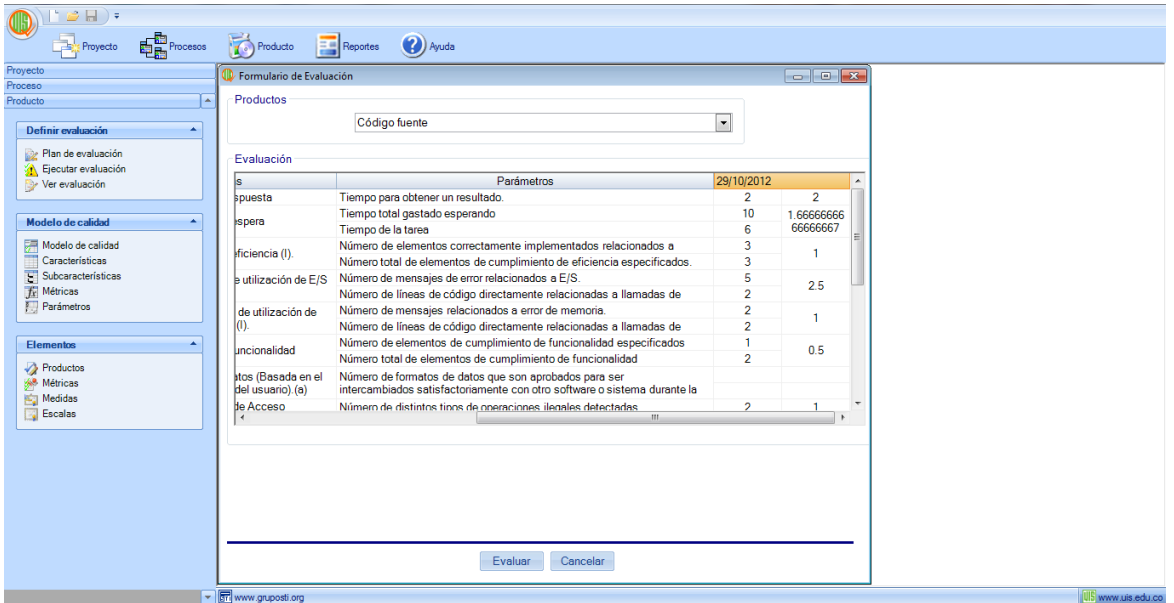 Proyecto
Procesos
Producto
Reportes
Ayuda
Proyecto
Proceso
Producto
Definir evaluación
Plan de evaluación
Ejecutar evaluación
Ver evaluación
Modelo de calidad
Modelo de calidad
Características
Subcaracterísticas
Métricas
Parámetros
Elementos
Productos
Métricas
Medidas
Escalas
Formulario de Evaluación
Productos
Código fuente
Evaluación
s Parámetros 29/10/2012
spuesta Tiempo para obtener un resultado. 2 2
espera Tiempo total gastado esperando 10 1.66666666
Tiempo de la tarea 6 66666667
eficiencia (I). Número de elementos correctamente implementados relacionados a 3 1
Número total de elementos de cumplimiento de eficiencia especificados. 3
e utilización de E/S Número de mensajes de error relacionados a E/S. 5 2.5
Número de líneas de código directamente relacionadas a llamadas de 2
de utilización de Número de mensajes relacionados a error de memoria. 2 1
(I). Número de líneas de código directamente relacionadas a llamadas de 2
uncionalidad Número de elementos de cumplimiento de funcionalidad especificados 1 0.5
Número total de elementos de cumplimiento de funcionalidad 2
atos (Basada en el Número de formatos de datos que son aprobados para ser
del usuario).(a) intercambiados satisfactoriamente con otro software o sistema durante la
de Acceso Número de distintos tipos de operaciones ilegales detectadas 2 1
Evaluar
Cancelar
www.gruposti.org
UIS www.uis.edu.co